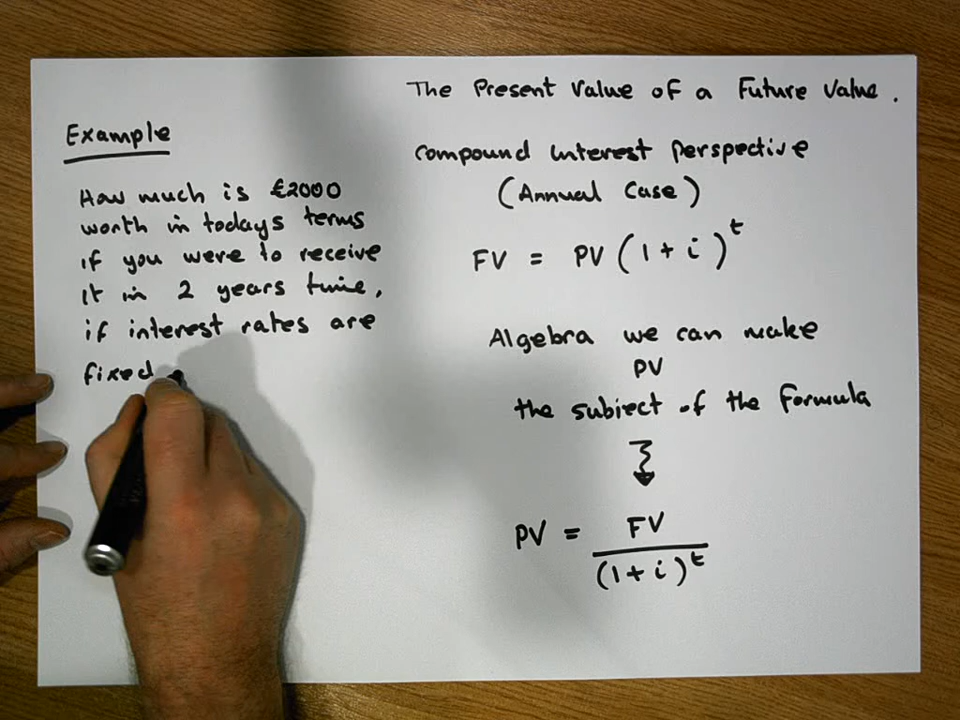 The Present Value of a Future Value.
Example
How much is £2000
worth in todays terms
if you were to receive
it in 2 years time,
if interest rates are
fixed
Compound Interest Perspective
(Annual Case)
FV = PV (1 + i)^t
Algebra we can make
PV
the subject of the formula
PV = FV
(1 + i)^t